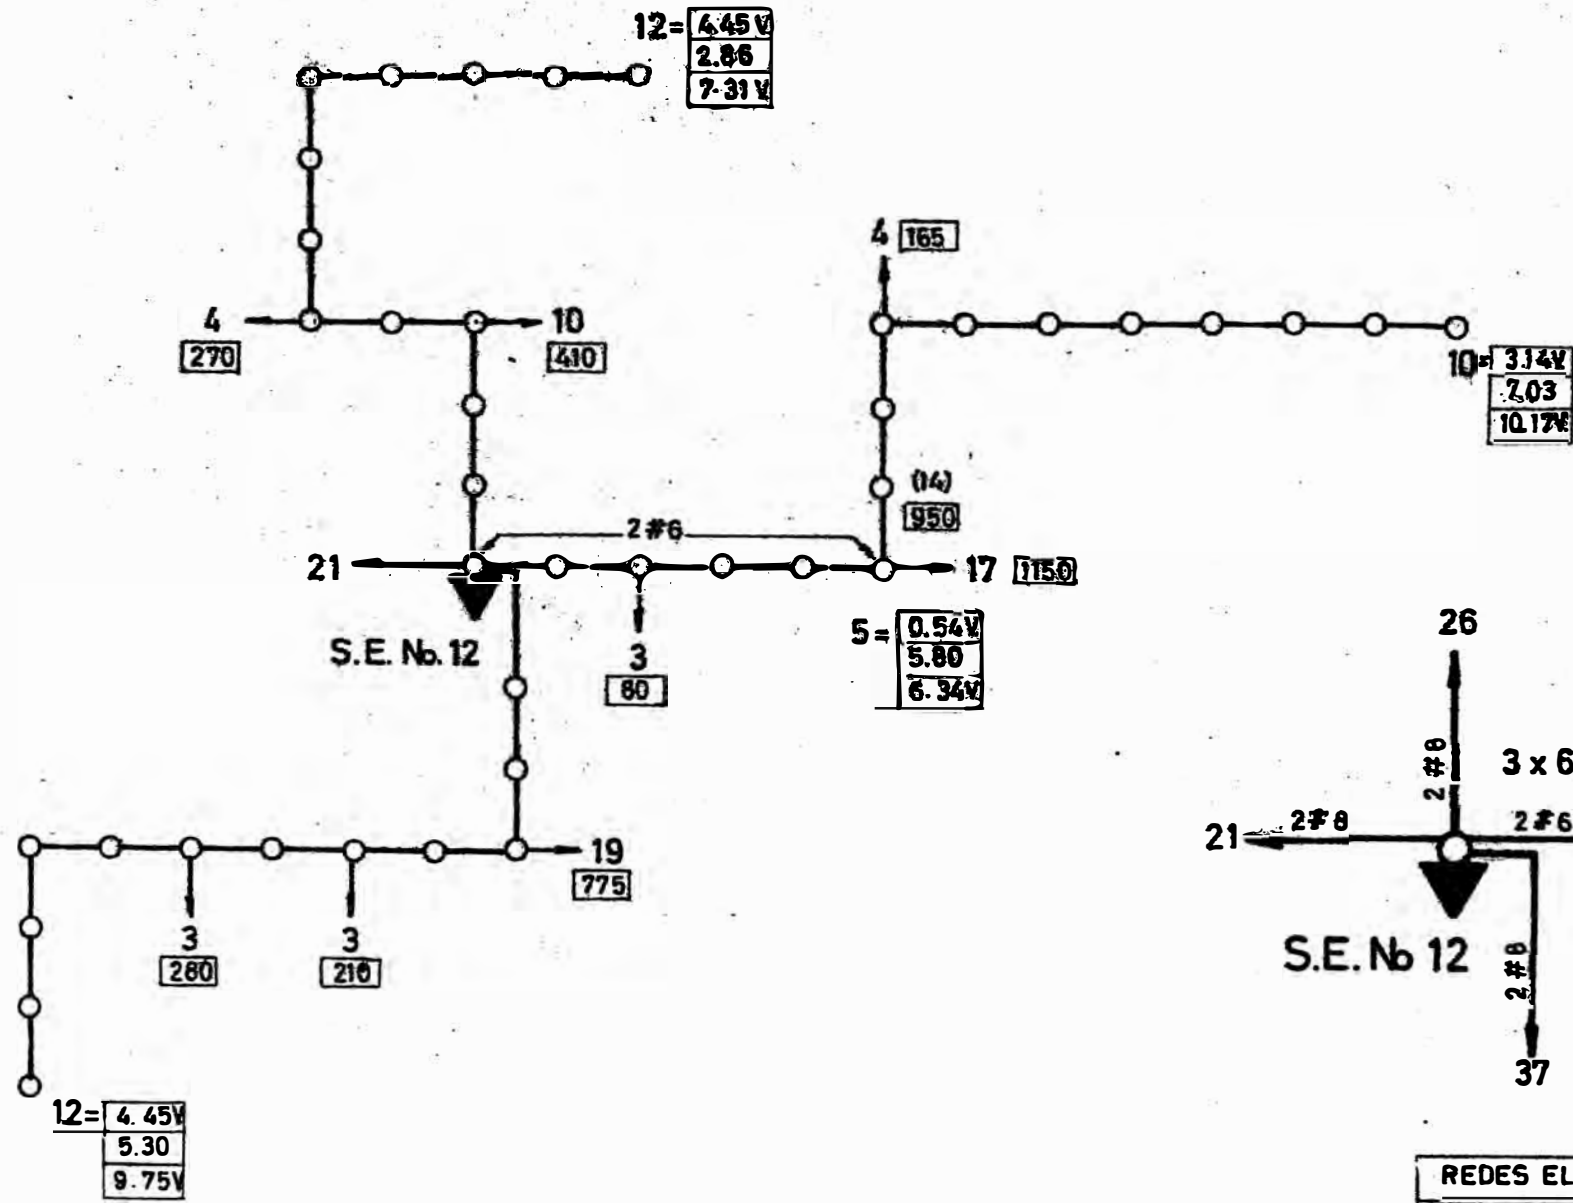 12= 4.45V
2.86
7.31V
4 165
4 10
270 410
10= 3.14V
7.03
10.17V
(14)
950
2#6
21 17 1150
S.E. No. 12
3
80
5= 0.54V
5.80
6.34V
19
775
3 3
280 210
12= 4.45V
5.30
9.75V
26
2#8
3 x 6
21 2#8 2#6
S.E. No 12
2#8
37
REDES EL